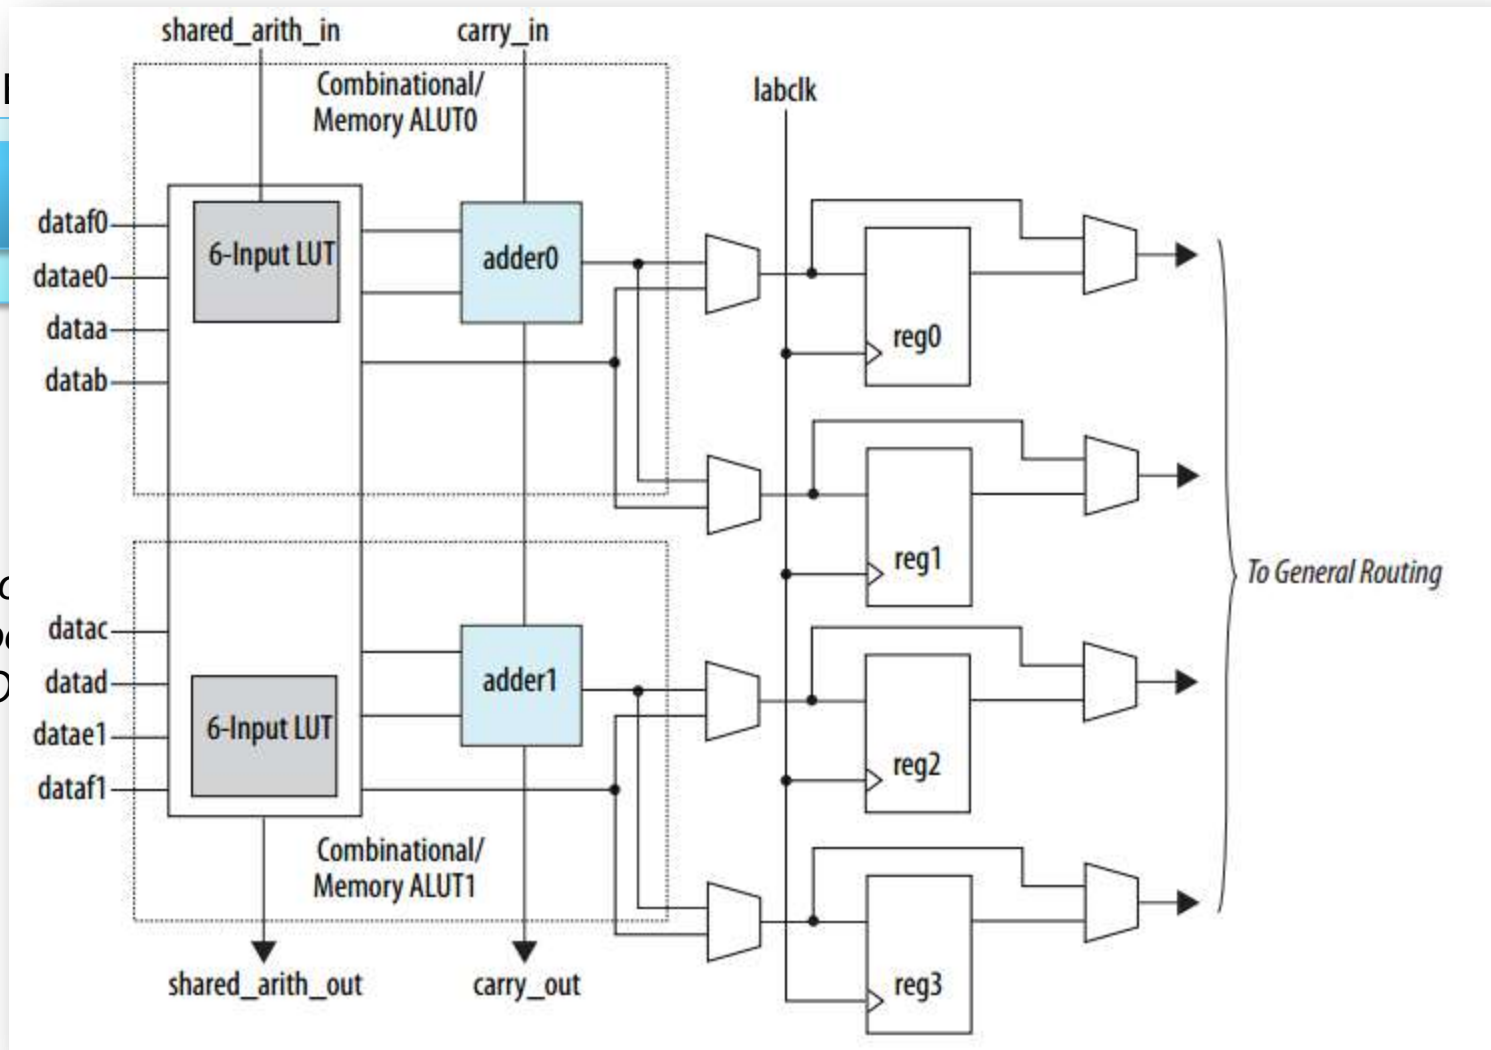 shared_arith_in
carry_in
Combinational/
Memory ALUT0
labclk
dataf0
datae0
dataa
datab
6-Input LUT
adder0
reg0
reg1
To General Routing
datac
datad
datae1
dataf1
6-Input LUT
adder1
reg2
Combinational/
Memory ALUT1
reg3
shared_arith_out
carry_out